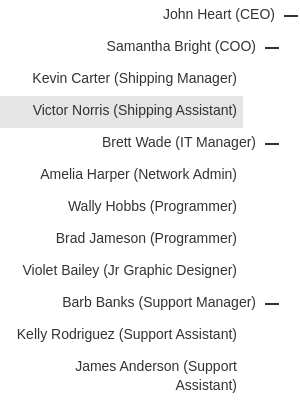 John Heart (CEO)
Samantha Bright (COO)
Kevin Carter (Shipping Manager)
Victor Norris (Shipping Assistant)
Brett Wade (IT Manager)
Amelia Harper (Network Admin)
Wally Hobbs (Programmer)
Brad Jameson (Programmer)
Violet Bailey (Jr Graphic Designer)
Barb Banks (Support Manager)
Kelly Rodriguez (Support Assistant)
James Anderson (Support
Assistant)